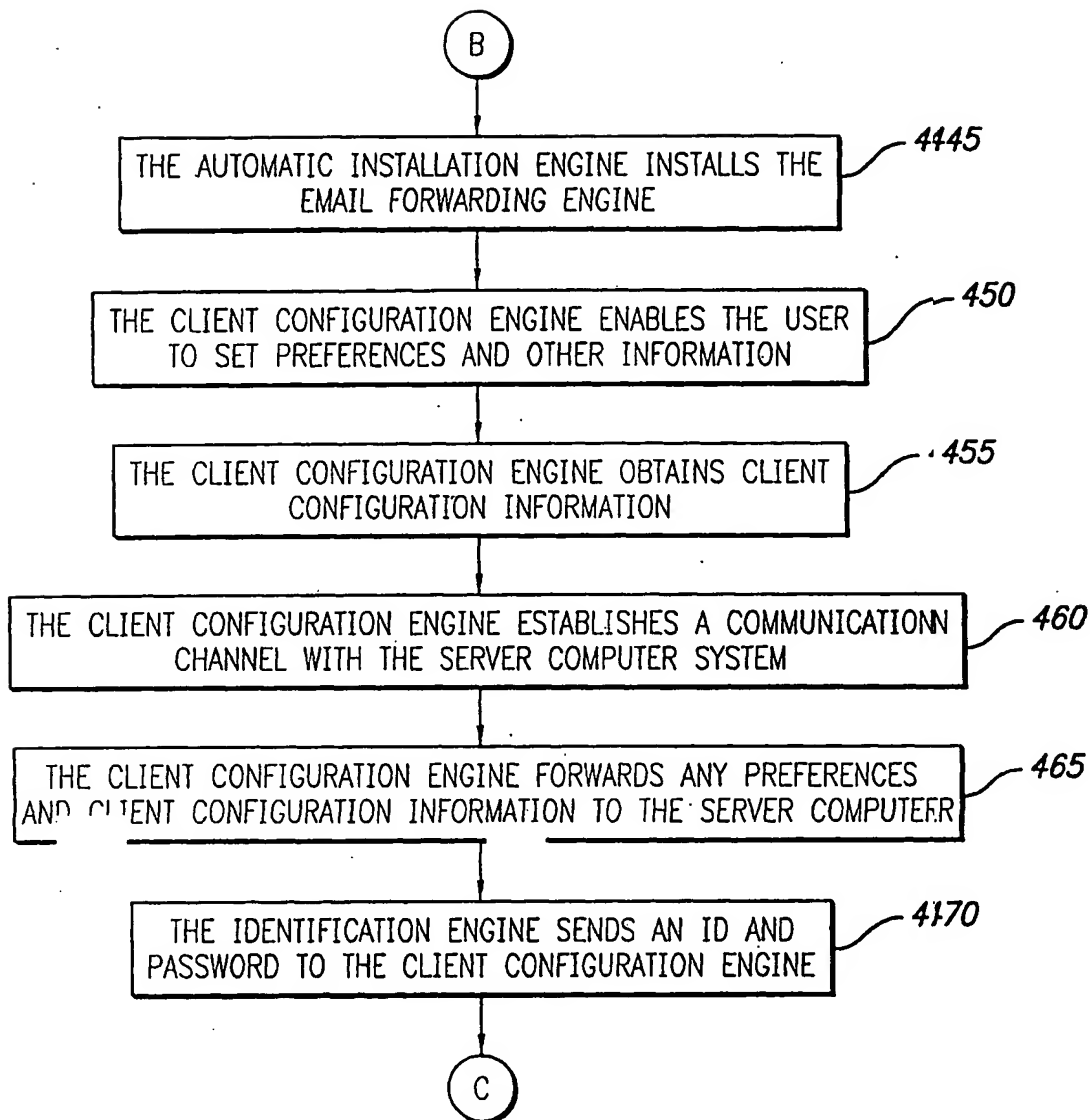 B
THE AUTOMATIC INSTALLATION ENGINE INSTALLS THE
EMAIL FORWARDING ENGINE
4445
THE CLIENT CONFIGURATION ENGINE ENABLES THE USER
TO SET PREFERENCES AND OTHER INFORMATION
450
THE CLIENT CONFIGURATION ENGINE OBTAINS CLIENT
CONFIGURATION INFORMATION
455
THE CLIENT CONFIGURATION ENGINE ESTABLISHES A COMMUNICATIONN
CHANNEL WITH THE SERVER COMPUTER SYSTEM
460
THE CLIENT CONFIGURATION ENGINE FORWARDS ANY PREFERENCES
AND CLIENT CONFIGURATION INFORMATION TO THE SERVER COMPUTERR
465
THE IDENTIFICATION ENGINE SENDS AN ID AND
PASSWORD TO THE CLIENT CONFIGURATION ENGINE
4170
C